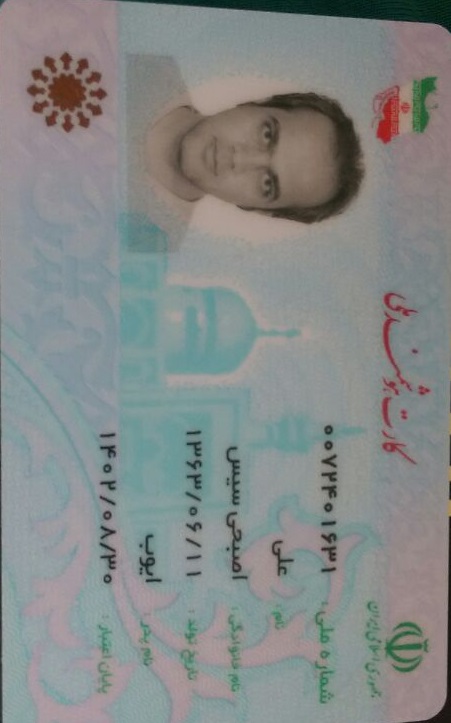 جمهوری اسلامی ایران
کارت هوشمند ملی
شماره ملی: ۰۰۷۲۴۰۱۶۳۱
نام: علی
نام خانوادگی: اصبحی سیس
تاریخ تولد: ۱۳۶۳/۰۶/۱۱
نام پدر: ایوب
پایان اعتبار: ۱۴۰۲/۰۸/۳۰